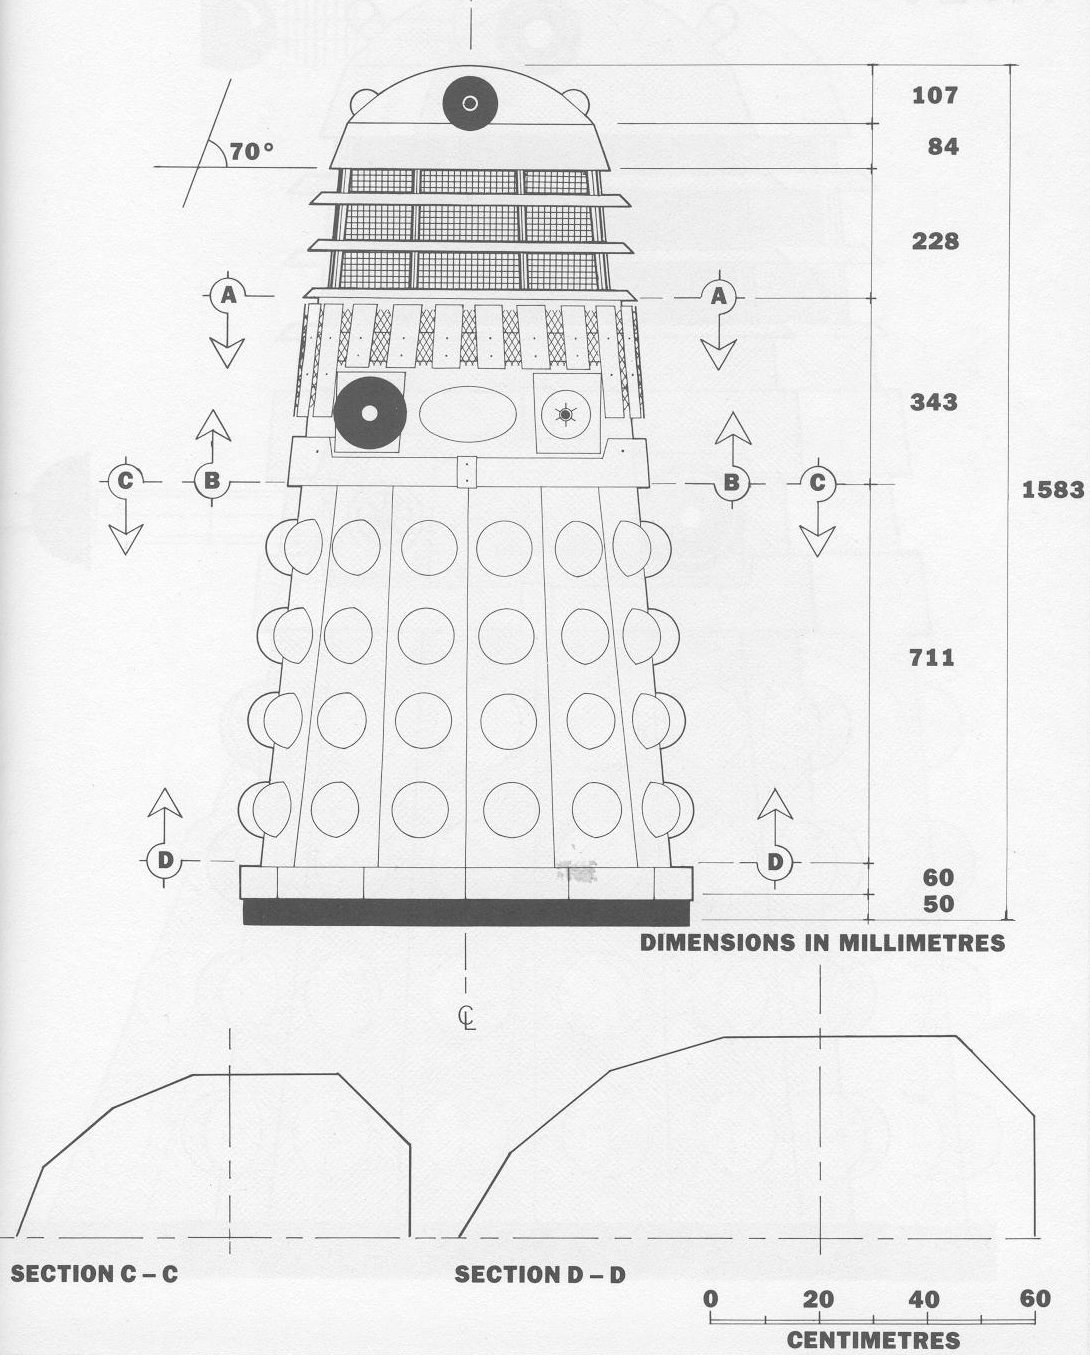 107
70°
84
228
A A
343
C B B C
1583
711
D D
60
50
DIMENSIONS IN MILLIMETRES
℄
SECTION C – C SECTION D – D
0 20 40 60
CENTIMETRES